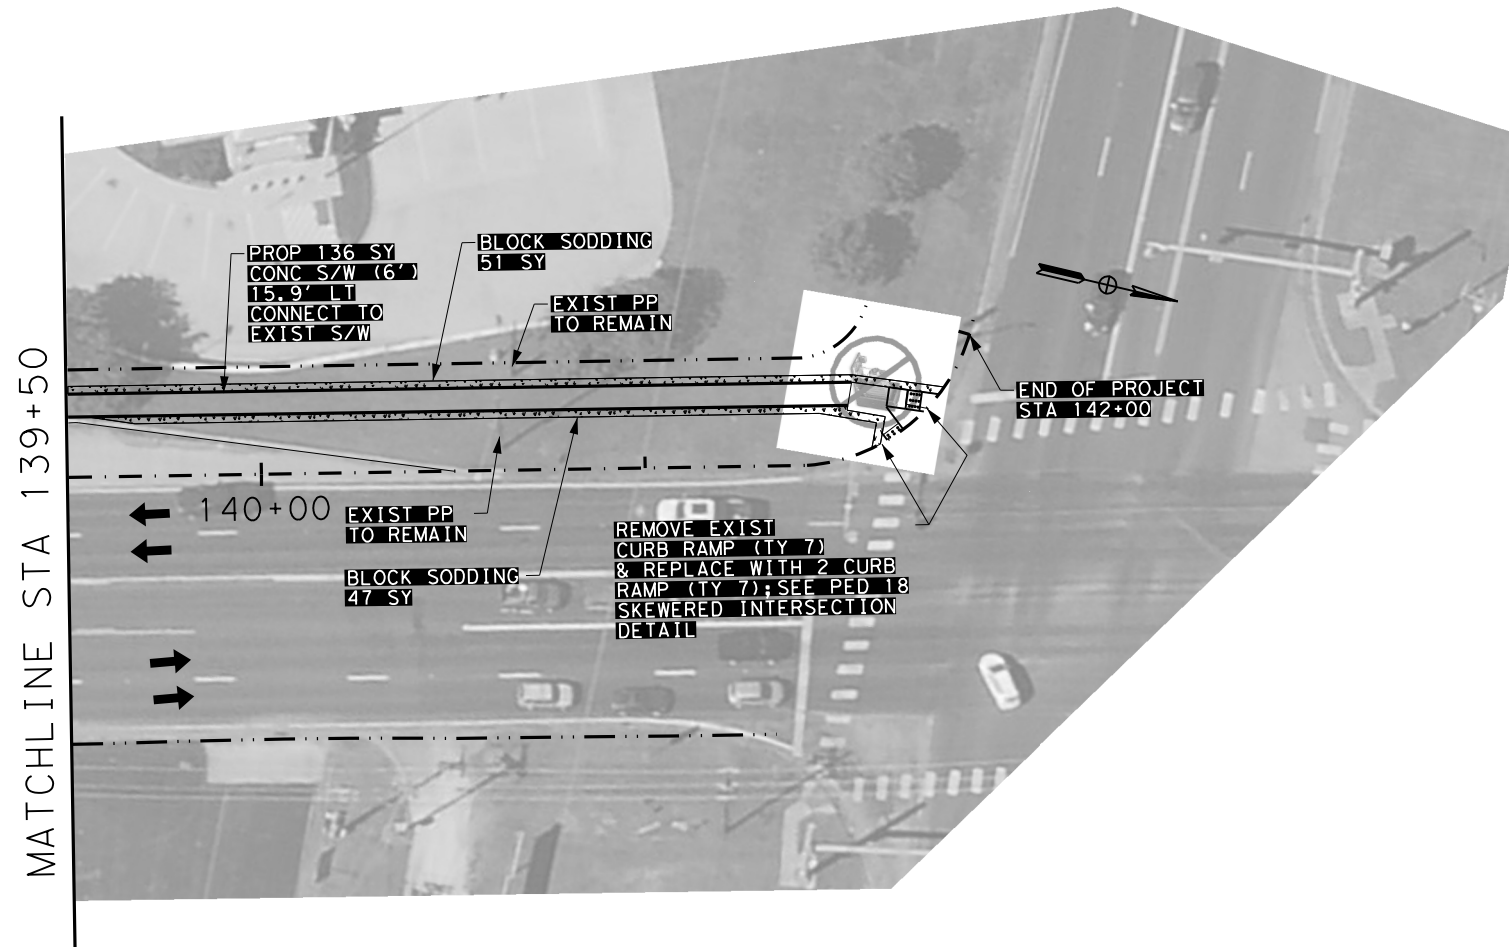 MATCHLINE STA 139+50
PROP 136 SY
CONC S/W (6')
15.9' LT
CONNECT TO
EXIST S/W
BLOCK SODDING
51 SY
EXIST PP
TO REMAIN
END OF PROJECT
STA 142+00
140+00
EXIST PP
TO REMAIN
BLOCK SODDING
47 SY
REMOVE EXIST
CURB RAMP (TY 7)
& REPLACE WITH 2 CURB
RAMP (TY 7);SEE PED 18
SKEWERED INTERSECTION
DETAIL